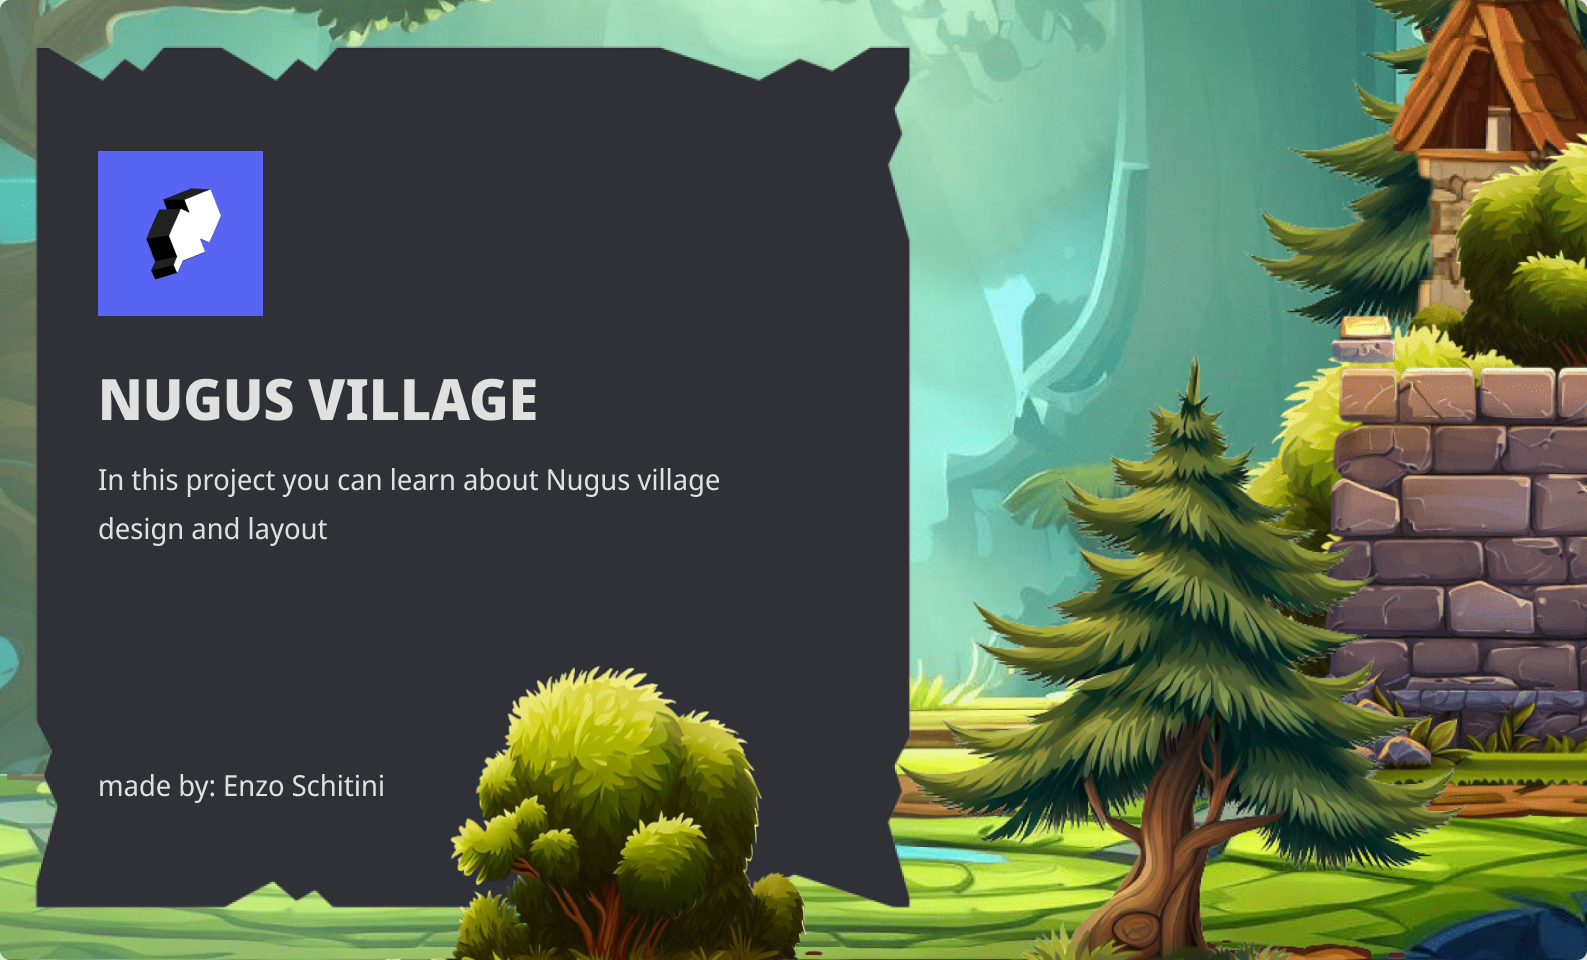 NUGUS VILLAGE
In this project you can learn about Nugus village
design and layout
made by: Enzo Schitini